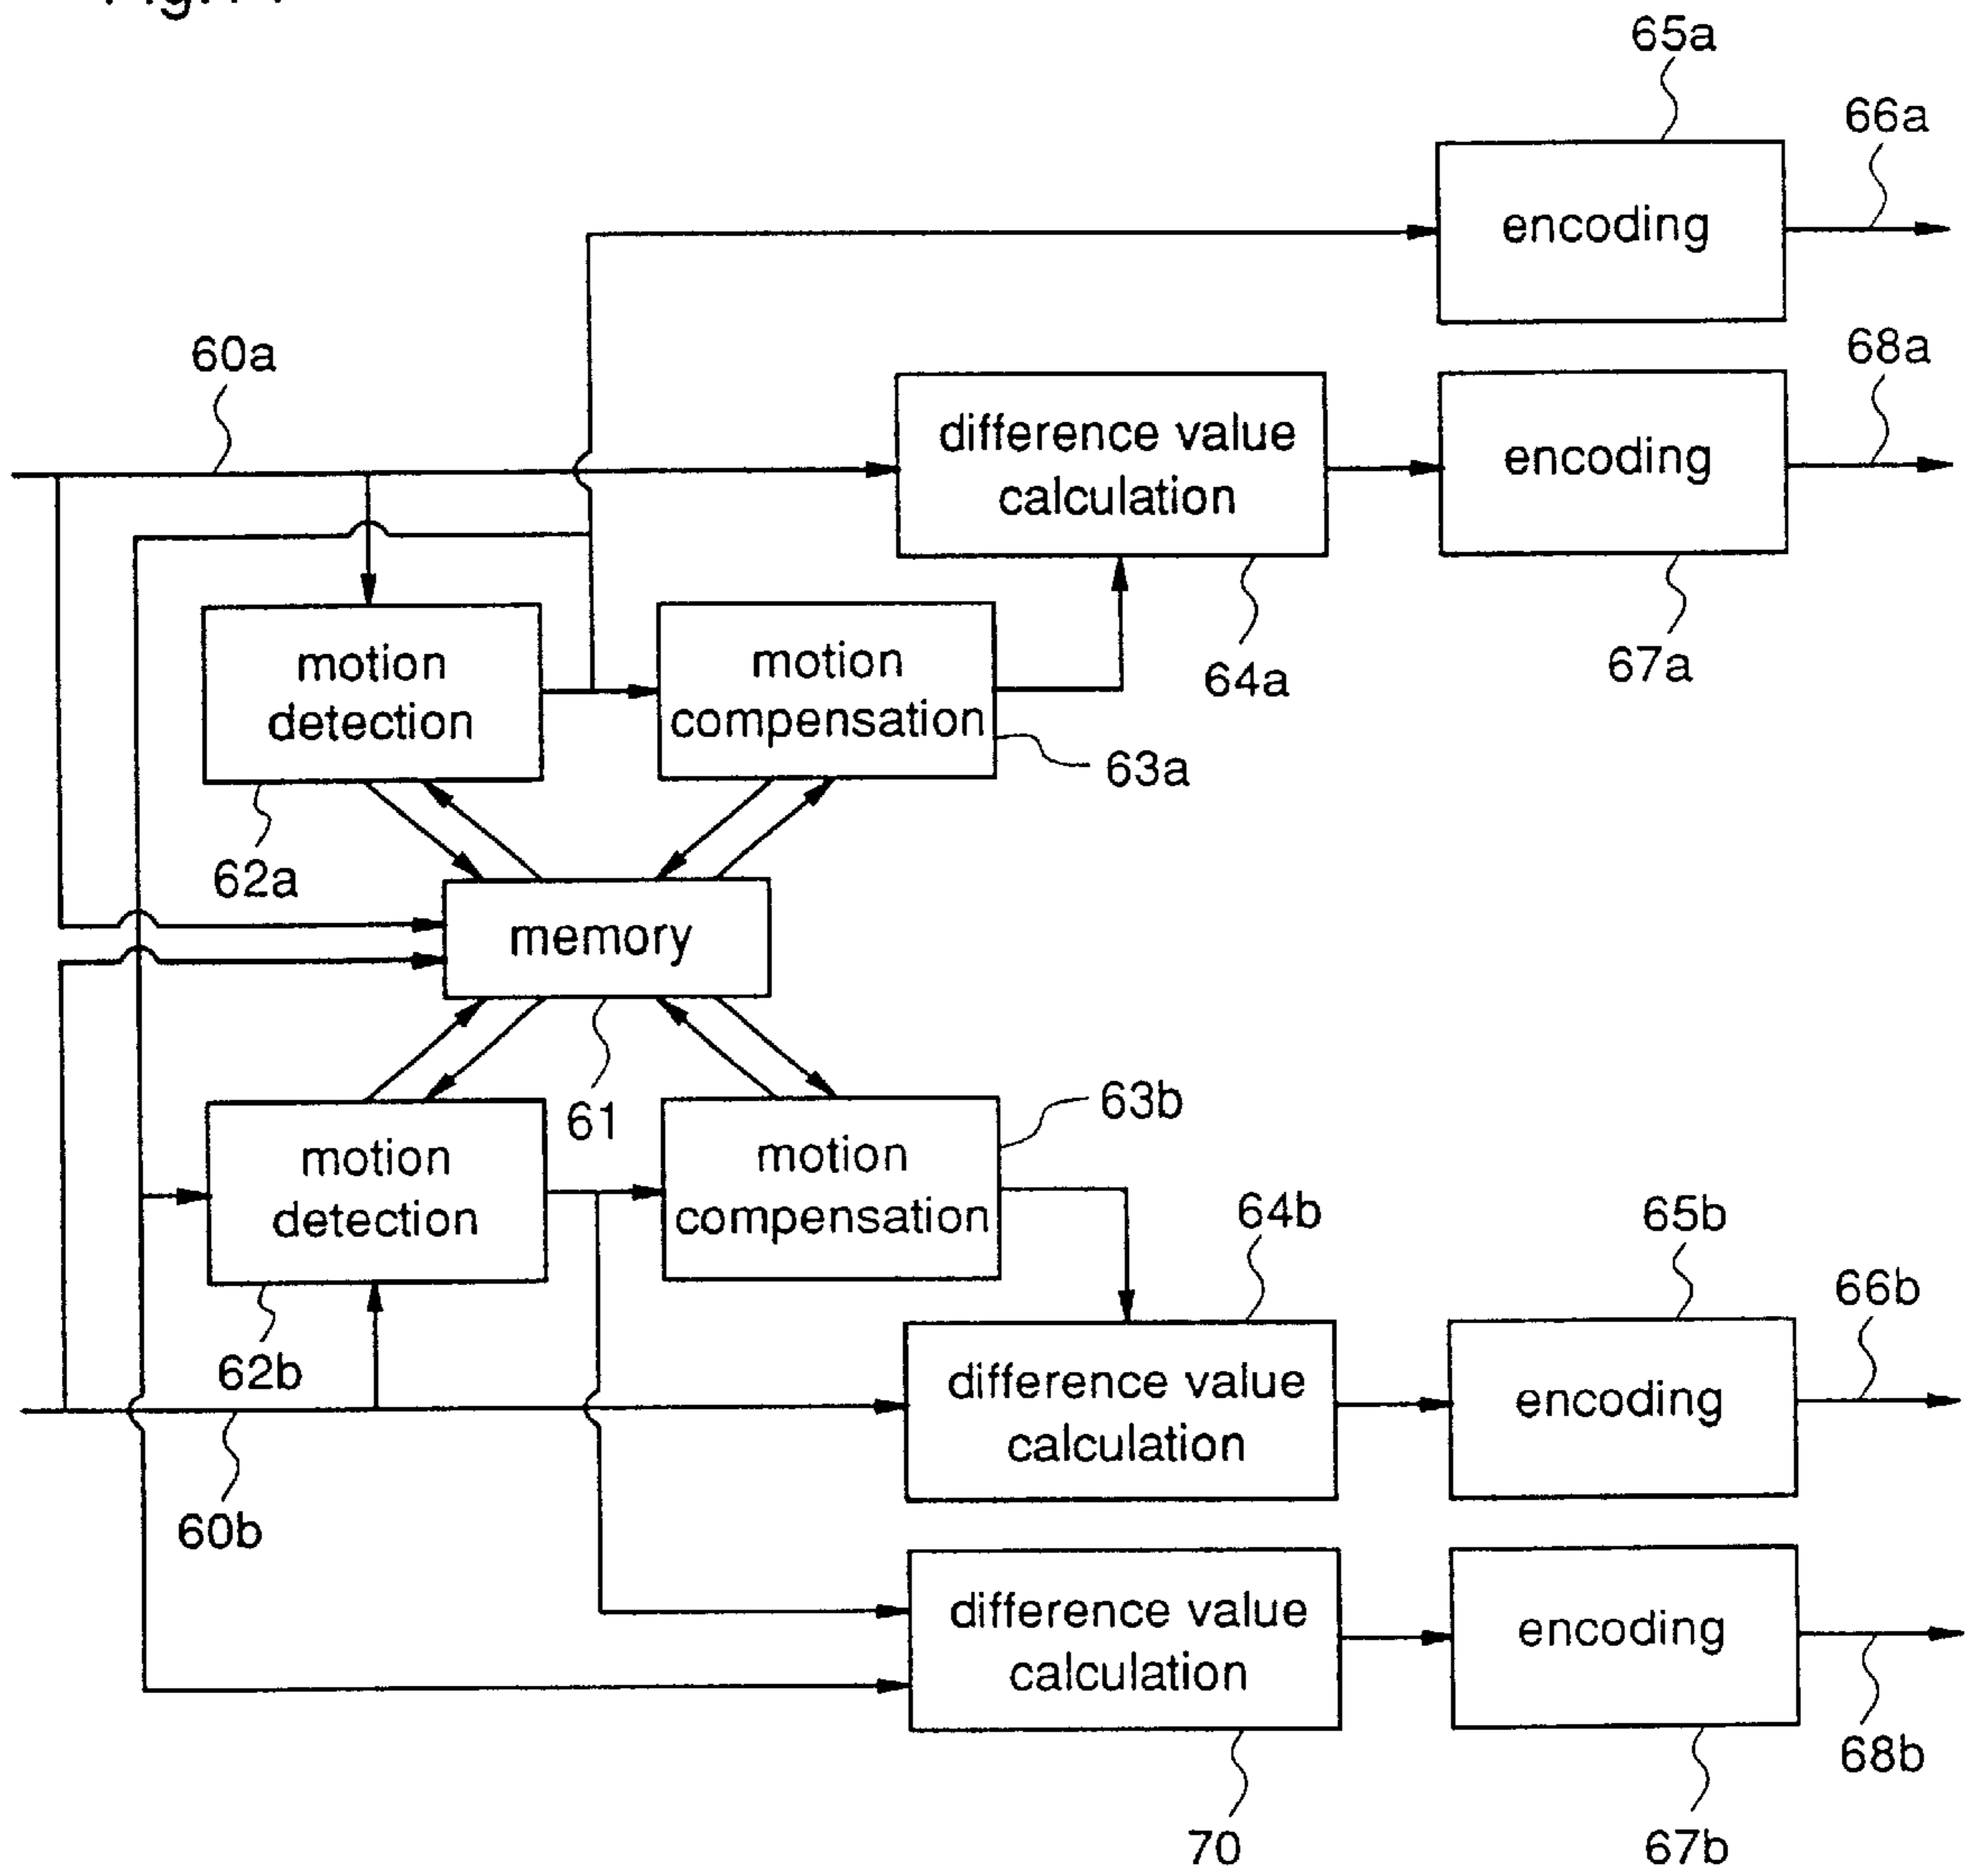 65a
66a
encoding
60a
68a
difference value
calculation
encoding
motion
detection
motion
compensation
64a
67a
63a
62a
memory
61
63b
motion
detection
motion
compensation
64b
65b
66b
62b
difference value
calculation
encoding
60b
difference value
calculation
encoding
68b
70
67b